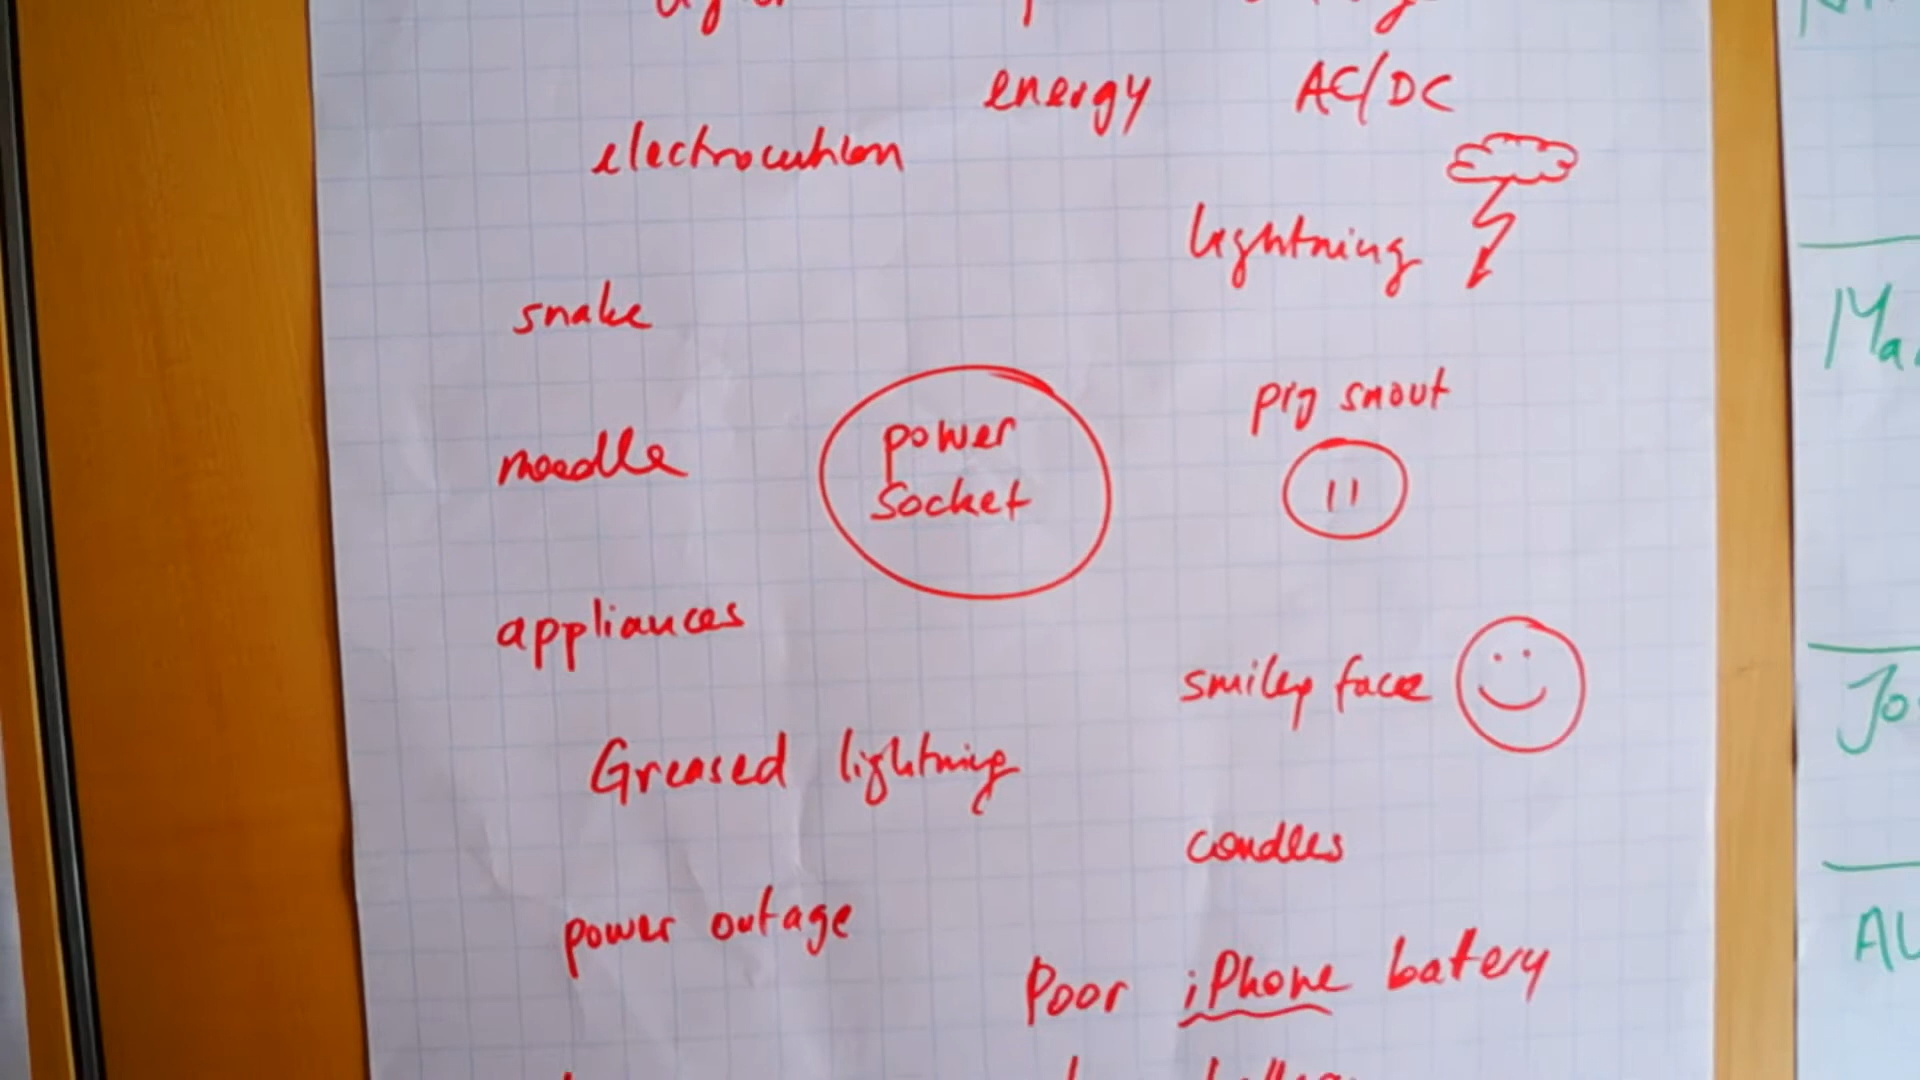 energy AC/DC
electrocution
lightning
snake
pig snout
power
socket
noodle
appliances
smiley face
Greased lightning
candles
power outage
Poor iPhone batery